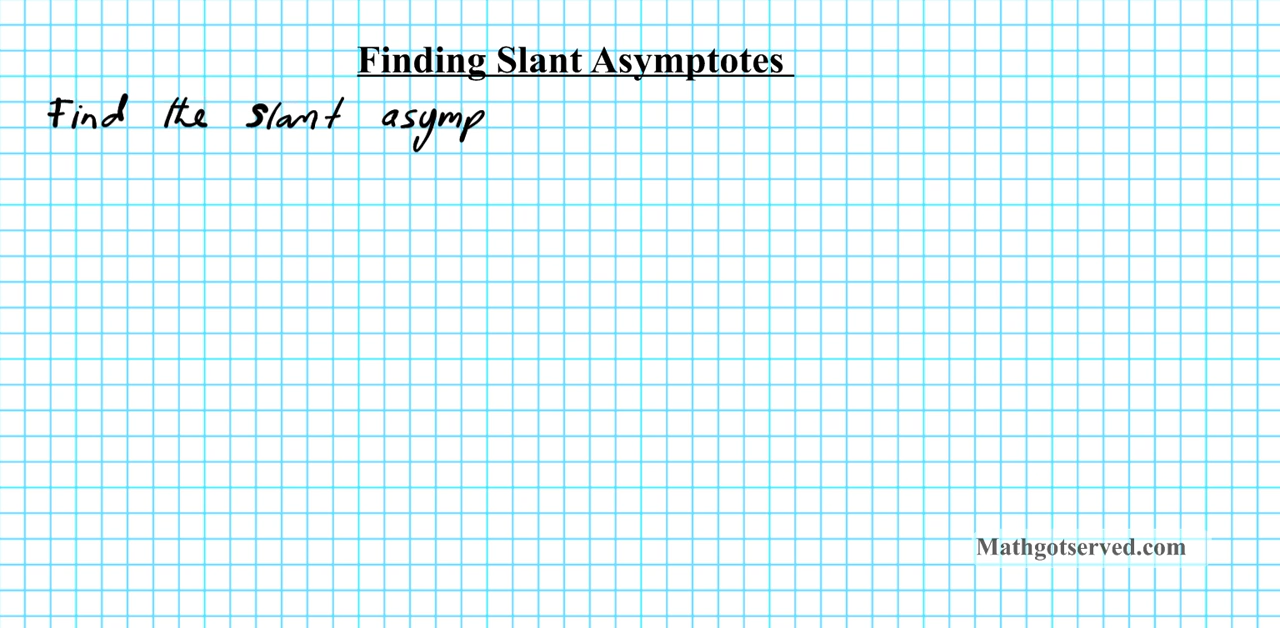 Finding Slant Asymptotes
Find the slant asymp
Mathgotserved.com